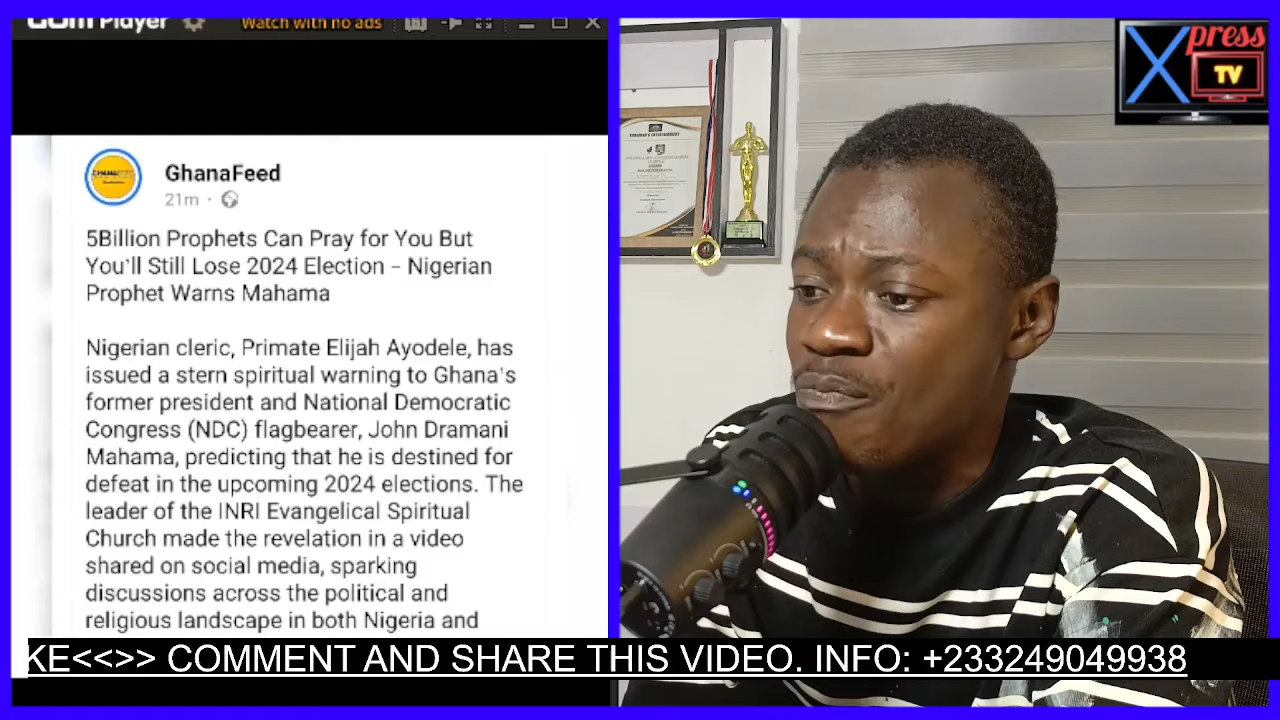 GOM Player
Watch with no ads
Xpress
TV
GhanaFeed
21m ·
5Billion Prophets Can Pray for You But
You'll Still Lose 2024 Election – Nigerian
Prophet Warns Mahama
Nigerian cleric, Primate Elijah Ayodele, has
issued a stern spiritual warning to Ghana's
former president and National Democratic
Congress (NDC) flagbearer, John Dramani
Mahama, predicting that he is destined for
defeat in the upcoming 2024 elections. The
leader of the INRI Evangelical Spiritual
Church made the revelation in a video
shared on social media, sparking
discussions across the political and
religious landscape in both Nigeria and
KE<<>> COMMENT AND SHARE THIS VIDEO. INFO: +233249049938